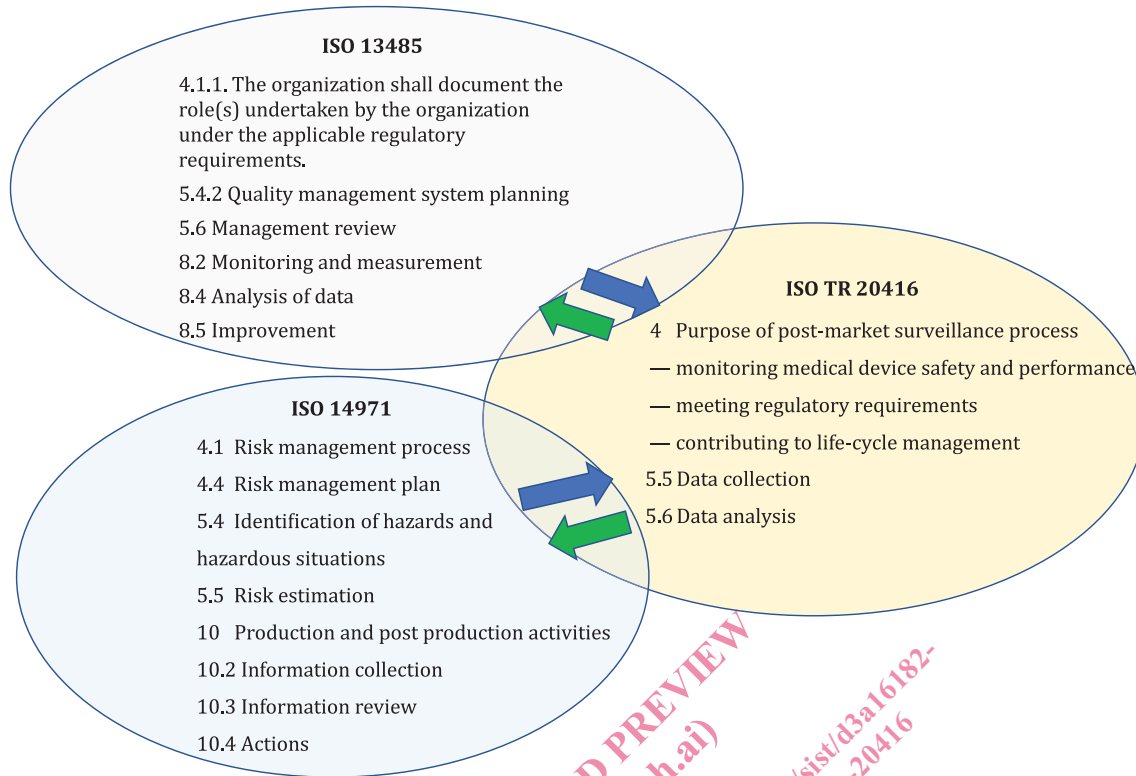 ISO 13485
4.1.1. The organization shall document the
role(s) undertaken by the organization
under the applicable regulatory
requirements.
5.4.2 Quality management system planning
5.6 Management review
8.2 Monitoring and measurement
8.4 Analysis of data
8.5 Improvement
ISO TR 20416
4 Purpose of post-market surveillance process
— monitoring medical device safety and performance
— meeting regulatory requirements
— contributing to life-cycle management
5.5 Data collection
5.6 Data analysis
ISO 14971
4.1 Risk management process
4.4 Risk management plan
5.4 Identification of hazards and
hazardous situations
5.5 Risk estimation
10 Production and post production activities
10.2 Information collection
10.3 Information review
10.4 Actions
D PREVIEW
h.ai)
/sist/d3a16182-
-20416